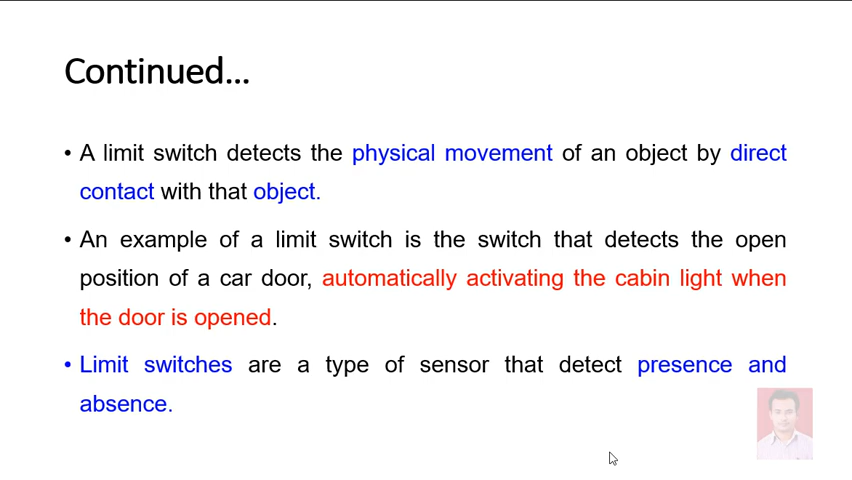 Continued...
• A limit switch detects the physical movement of an object by direct
contact with that object.
• An example of a limit switch is the switch that detects the open
position of a car door, automatically activating the cabin light when
the door is opened.
• Limit switches are a type of sensor that detect presence and
absence.